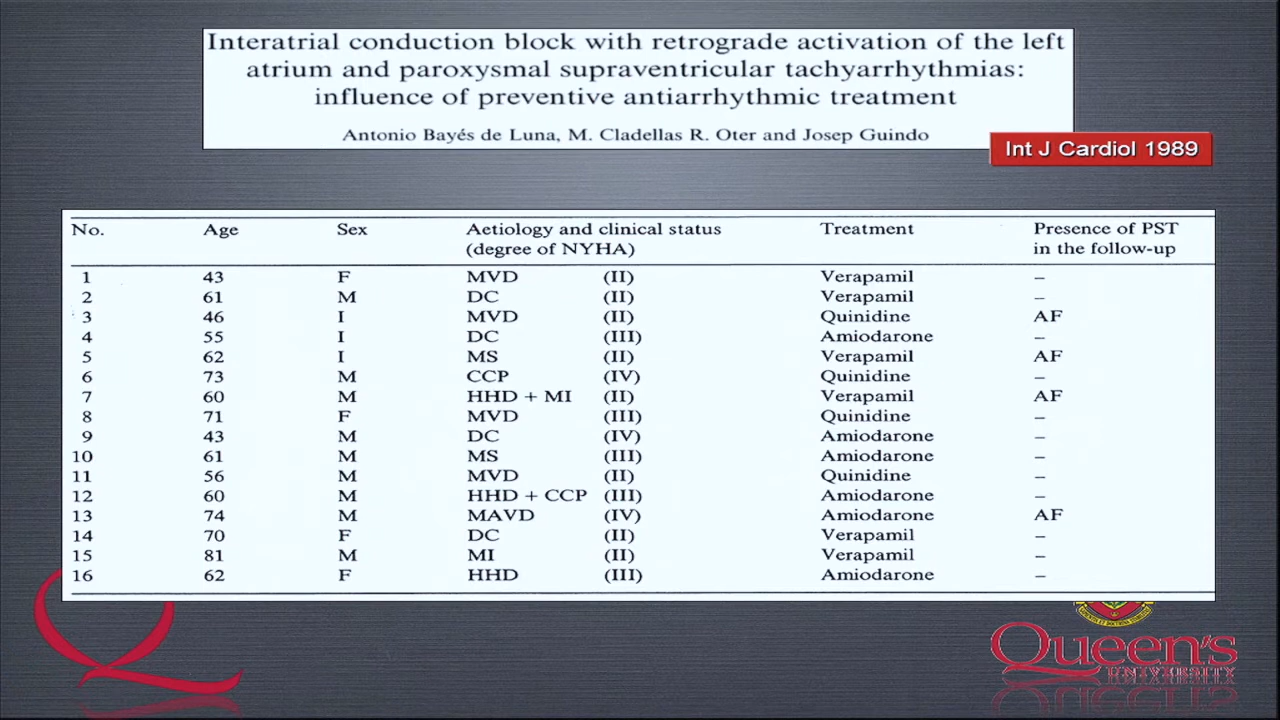 Interatrial conduction block with retrograde activation of the left
atrium and paroxysmal supraventricular tachyarrhythmias:
influence of preventive antiarrhythmic treatment
Antonio Bayés de Luna, M. Cladellas R. Oter and Josep Guindo
Int J Cardiol 1989
No. Age Sex Aetiology and clinical status Treatment Presence of PST
(degree of NYHA) in the follow-up
1 43 F MVD (II) Verapamil –
2 61 M DC (II) Verapamil –
3 46 I MVD (II) Quinidine AF
4 55 I DC (III) Amiodarone –
5 62 I MS (II) Verapamil AF
6 73 M CCP (IV) Quinidine –
7 60 M HHD + MI (II) Verapamil AF
8 71 F MVD (III) Quinidine –
9 43 M DC (IV) Amiodarone –
10 61 M MS (III) Amiodarone –
11 56 M MVD (II) Quinidine –
12 60 M HHD + CCP (III) Amiodarone –
13 74 M MAVD (IV) Amiodarone AF
14 70 F DC (II) Verapamil –
15 81 M MI (II) Verapamil –
16 62 F HHD (III) Amiodarone –
Queen's
UNIVERSITY